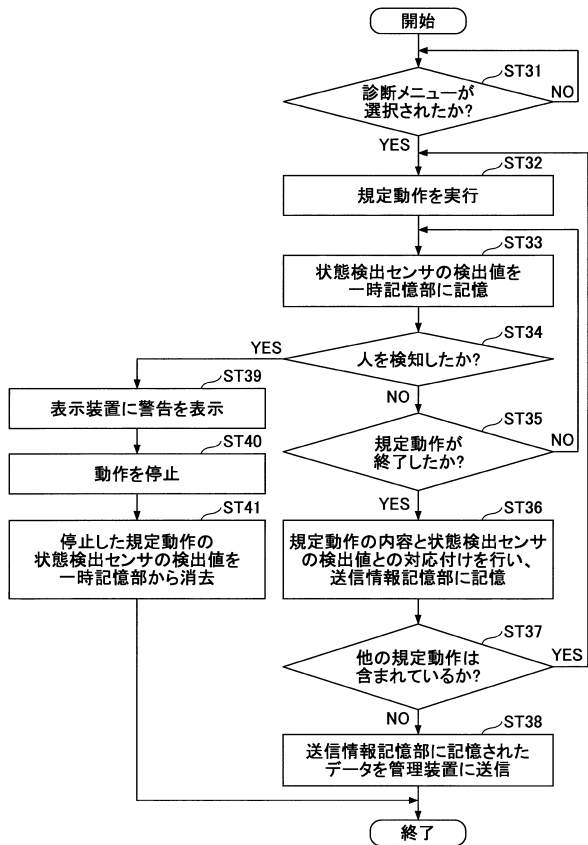 開始
ST31
診断メニューが
選択されたか?
NO
YES
ST32
規定動作を実行
ST33
状態検出センサの検出値を
一時記憶部に記憶
ST34
人を検知したか?
YES
NO
ST39
表示装置に警告を表示
ST35
規定動作が
終了したか?
NO
YES
ST40
動作を停止
ST41
停止した規定動作の
状態検出センサの検出値を
一時記憶部から消去
ST36
規定動作の内容と状態検出センサ
の検出値との対応付けを行い、
送信情報記憶部に記憶
ST37
他の規定動作は
含まれているか?
YES
NO
ST38
送信情報記憶部に記憶された
データを管理装置に送信
終了